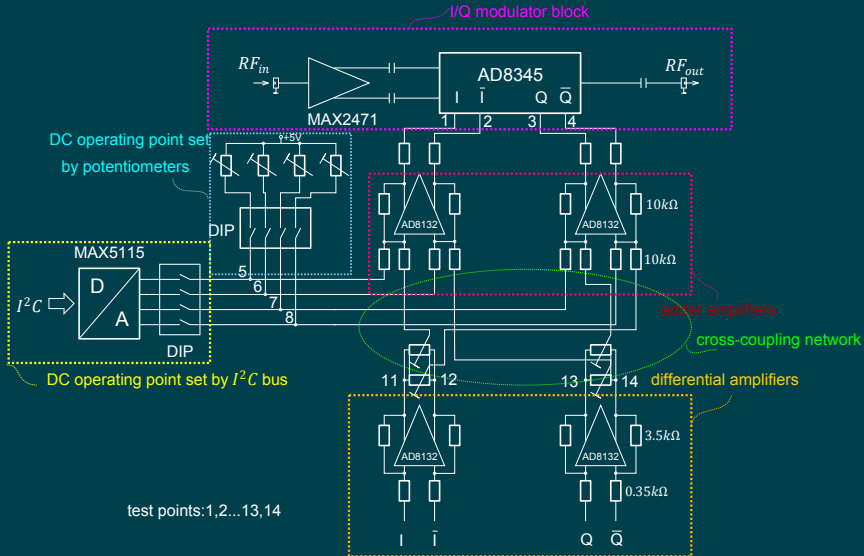 I/Q modulator block
RF_in
AD8345
RF_out
I Ī Q Q̅
MAX2471
1 2 3 4
DC operating point set
by potentiometers
+5V
DIP
AD8132
AD8132
10kΩ
10kΩ
MAX5115
5
6
7
8
I²C
D
A
DIP
adder amplifiers
cross-coupling network
DC operating point set by I²C bus
11 12 13 14
differential amplifiers
AD8132
AD8132
3.5kΩ
0.35kΩ
test points:1,2...13,14
I Ī Q Q̅